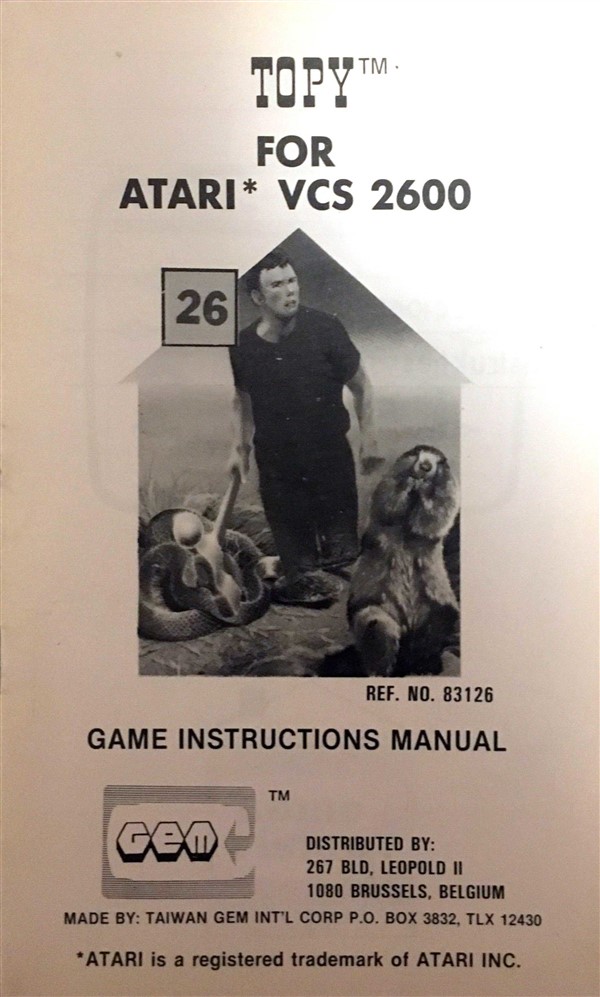 TOPY™
FOR
ATARI* VCS 2600
26
REF. NO. 83126
GAME INSTRUCTIONS MANUAL
GEM
TM
DISTRIBUTED BY:
267 BLD, LEOPOLD II
1080 BRUSSELS, BELGIUM
MADE BY: TAIWAN GEM INT'L CORP P.O. BOX 3832, TLX 12430
*ATARI is a registered trademark of ATARI INC.